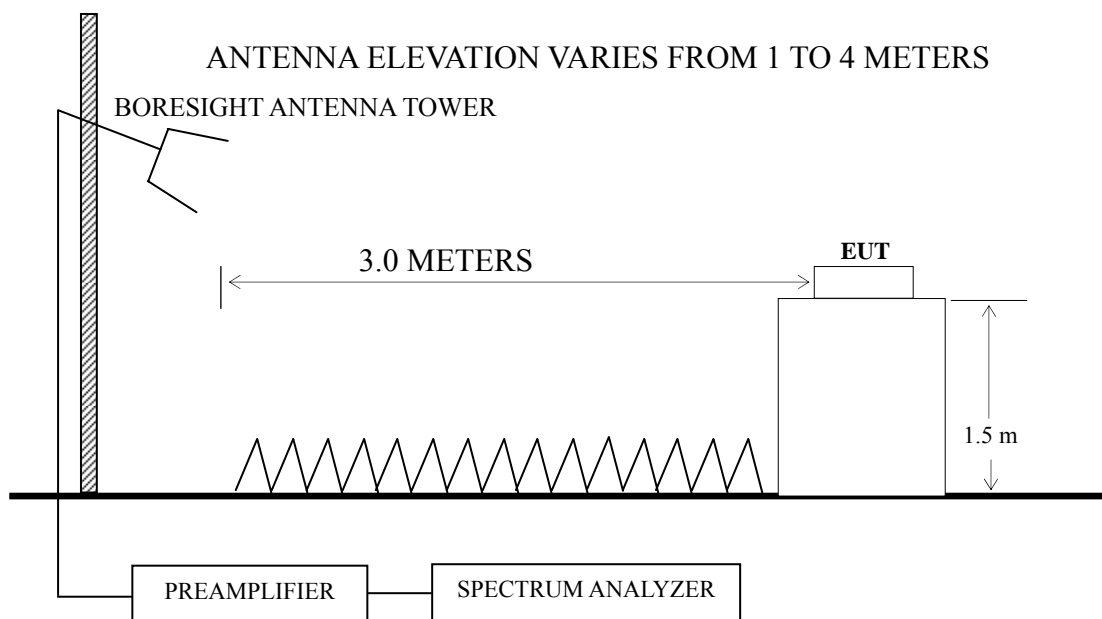 ANTENNA ELEVATION VARIES FROM 1 TO 4 METERS
BORESIGHT ANTENNA TOWER
3.0 METERS
EUT
1.5 m
PREAMPLIFIER
SPECTRUM ANALYZER